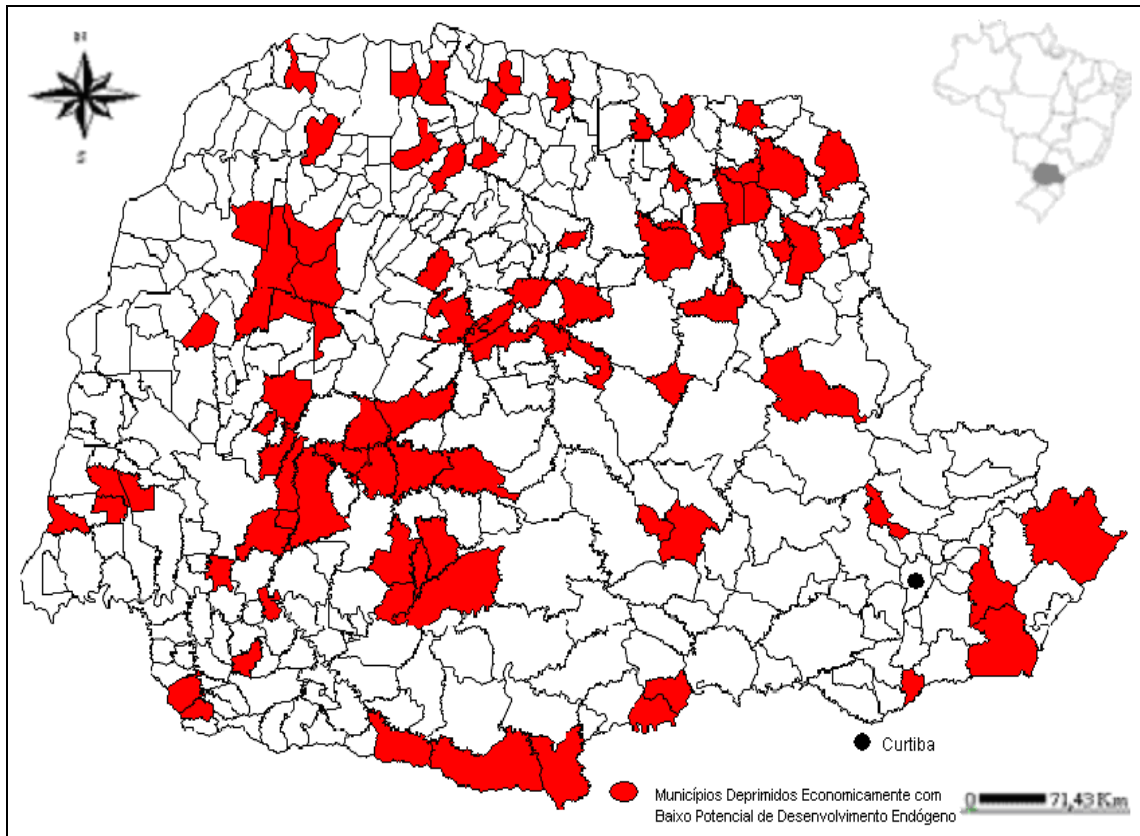 N
S
Curtiba
Municípios Deprimidos Economicamente com
Baixo Potencial de Desenvolvimento Endógeno
0 71,43 Km